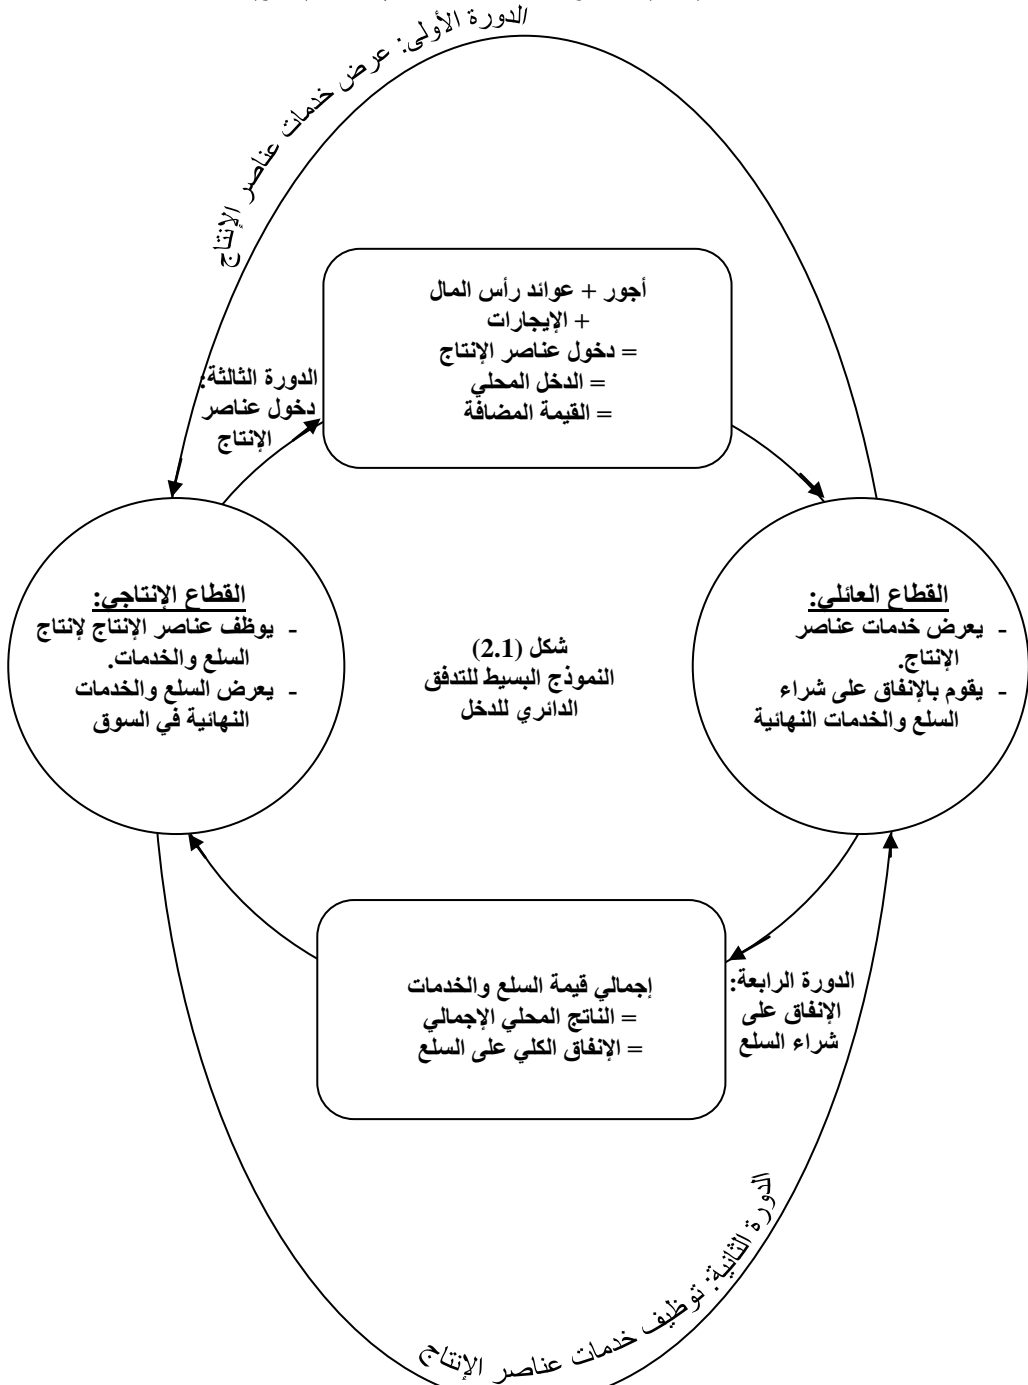 الدورة الأولى: عرض خدمات عناصر الإنتاج
أجور + عوائد رأس المال
+ الإيجارات
= دخول عناصر الإنتاج
= الدخل المحلي
= القيمة المضافة
الدورة الثالثة:
دخول عناصر
الإنتاج
القطاع العائلي:
- يعرض خدمات عناصر
الإنتاج.
- يقوم بالإنفاق على شراء
السلع والخدمات النهائية
شكل (2.1)
النموذج البسيط للتدفق
الدائري للدخل
القطاع الإنتاجي:
- يوظف عناصر الإنتاج لإنتاج
السلع والخدمات.
- يعرض السلع والخدمات
النهائية في السوق
الدورة الرابعة:
الإنفاق على
شراء السلع
إجمالي قيمة السلع والخدمات
= الناتج المحلي الإجمالي
= الإنفاق الكلي على السلع
الدورة الثانية: توظيف خدمات عناصر الإنتاج